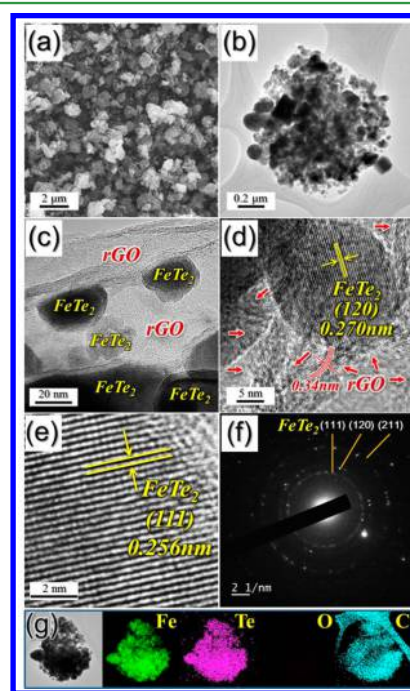 (a)
2 μm
(b)
0.2 μm
(c)
rGO
FeTe2
FeTe2
rGO
FeTe2
FeTe2
20 nm
(d)
FeTe2
(120)
0.270nm
0.34nm
rGO
5 nm
(e)
FeTe2
(111)
0.256nm
2 nm
(f)
FeTe2 (111) (120) (211)
2 1/nm
(g)
Fe
Te
O
C